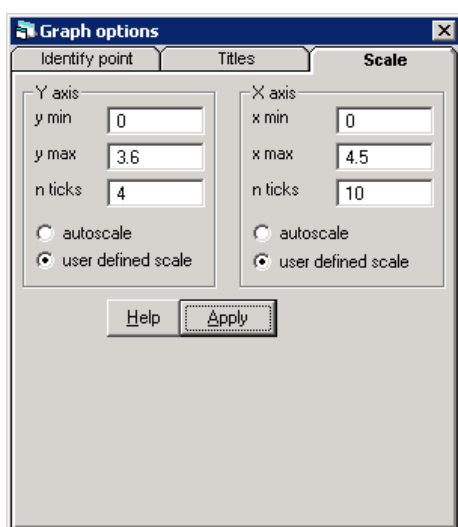 Graph options
Identify point Titles Scale
Y axis X axis
y min 0 x min 0
y max 3.6 x max 4.5
n ticks 4 n ticks 10
autoscale autoscale
user defined scale user defined scale
Help Apply